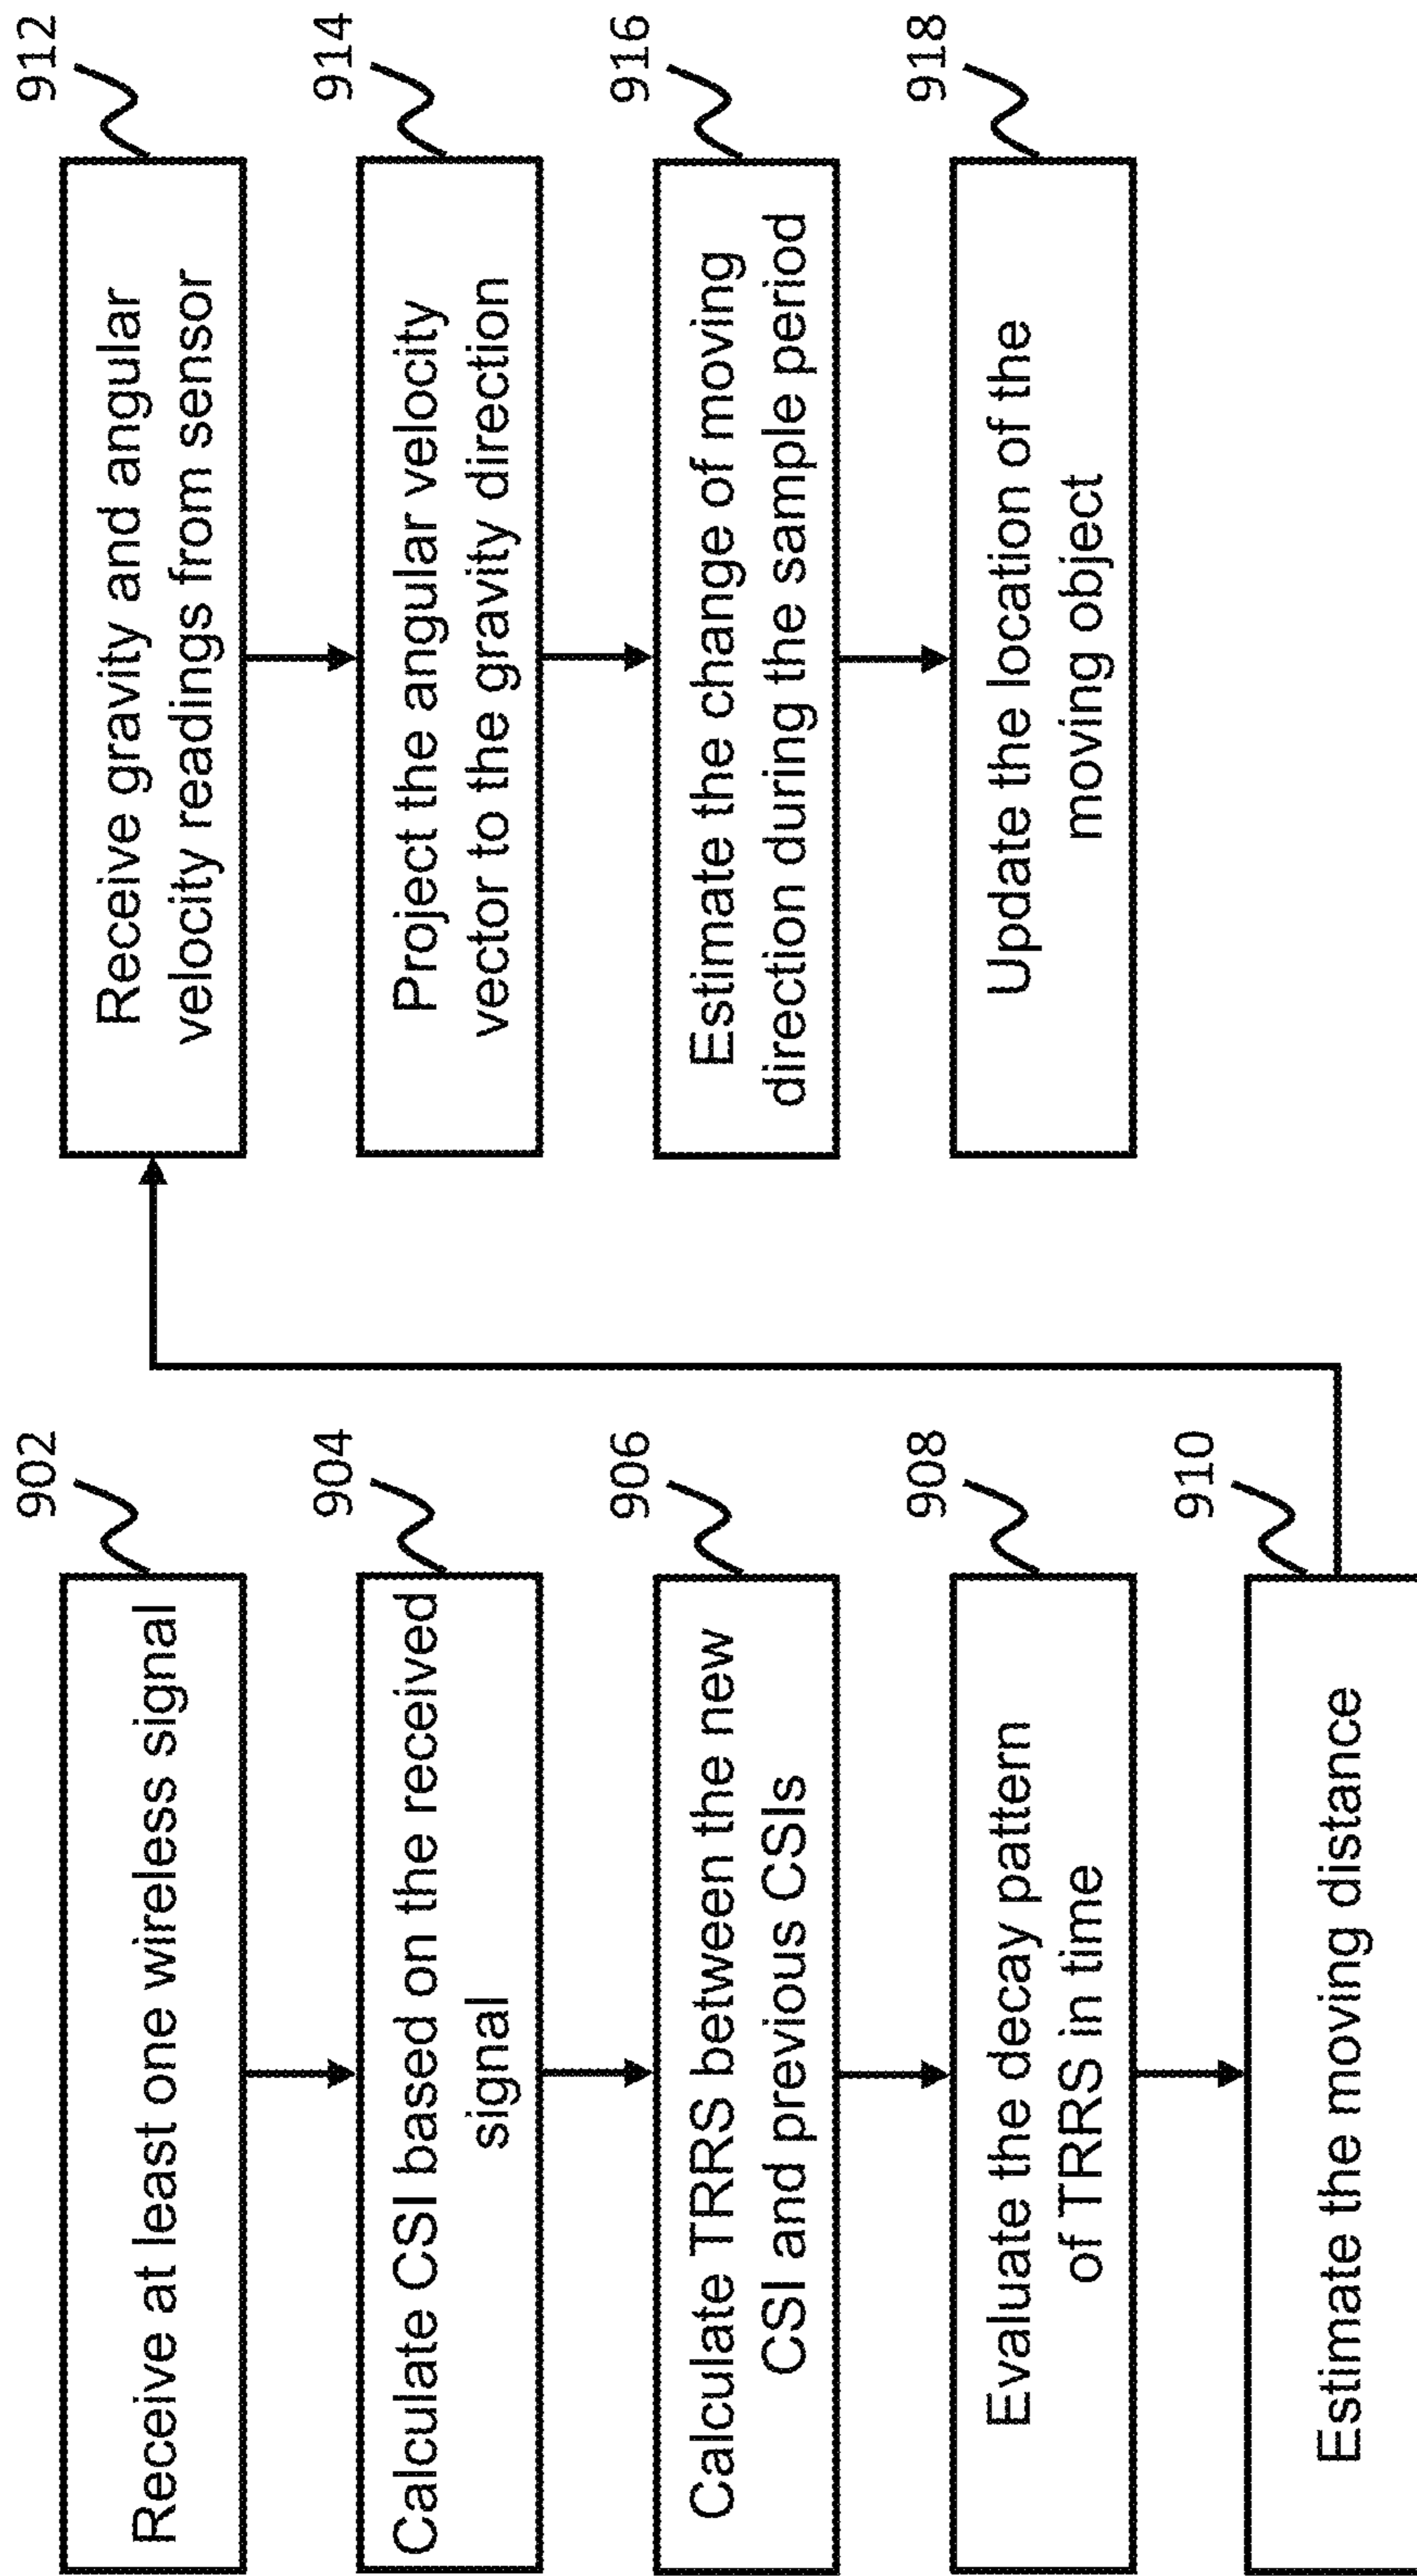 902
Receive at least one wireless signal
904
Calculate CSI based on the received
signal
906
Calculate TRRS between the new
CSI and previous CSIs
908
Evaluate the decay pattern
of TRRS in time
910
Estimate the moving distance
912
Receive gravity and angular
velocity readings from sensor
914
Project the angular velocity
vector to the gravity direction
916
Estimate the change of moving
direction during the sample period
918
Update the location of the
moving object